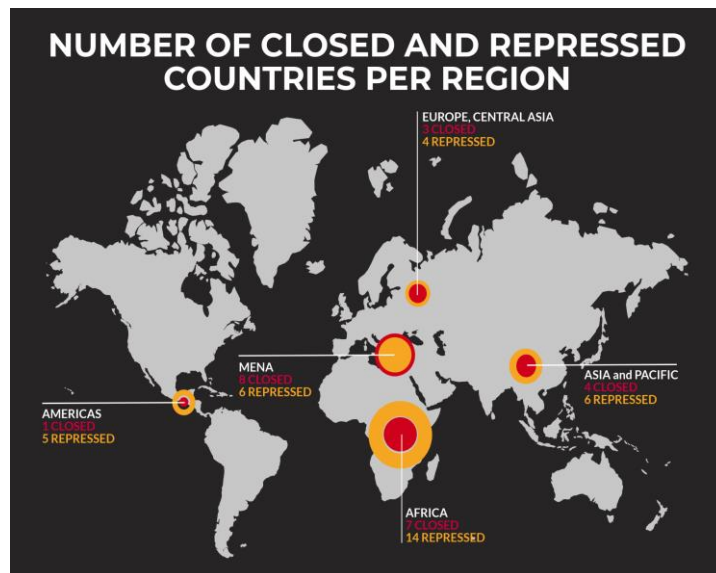 NUMBER OF CLOSED AND REPRESSED
COUNTRIES PER REGION
EUROPE, CENTRAL ASIA
3 CLOSED
4 REPRESSED
MENA
8 CLOSED
6 REPRESSED
ASIA and PACIFIC
4 CLOSED
6 REPRESSED
AMERICAS
1 CLOSED
5 REPRESSED
AFRICA
7 CLOSED
14 REPRESSED